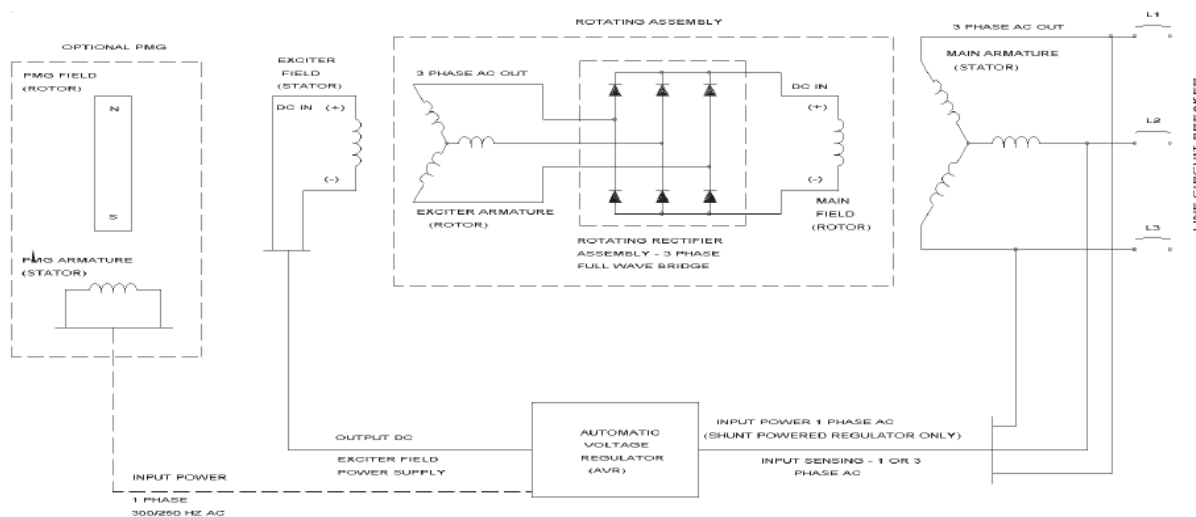 ROTATING ASSEMBLY
OPTIONAL PMG
PMG FIELD
(ROTOR)
N
S
PMG ARMATURE
(STATOR)
EXCITER
FIELD
(STATOR)
DC IN (+)
(-)
3 PHASE AC OUT
EXCITER ARMATURE
(ROTOR)
ROTATING RECTIFIER
ASSEMBLY - 3 PHASE
FULL WAVE BRIDGE
DC IN
(+)
(-)
MAIN
FIELD
(ROTOR)
3 PHASE AC OUT
MAIN ARMATURE
(STATOR)
L1
L2
L3
LINE CIRCUIT BREAKER
OUTPUT DC
EXCITER FIELD
POWER SUPPLY
AUTOMATIC
VOLTAGE
REGULATOR
(AVR)
INPUT POWER 1 PHASE AC
(SHUNT POWERED REGULATOR ONLY)
INPUT SENSING - 1 OR 3
PHASE AC
INPUT POWER
1 PHASE
300/250 HZ AC